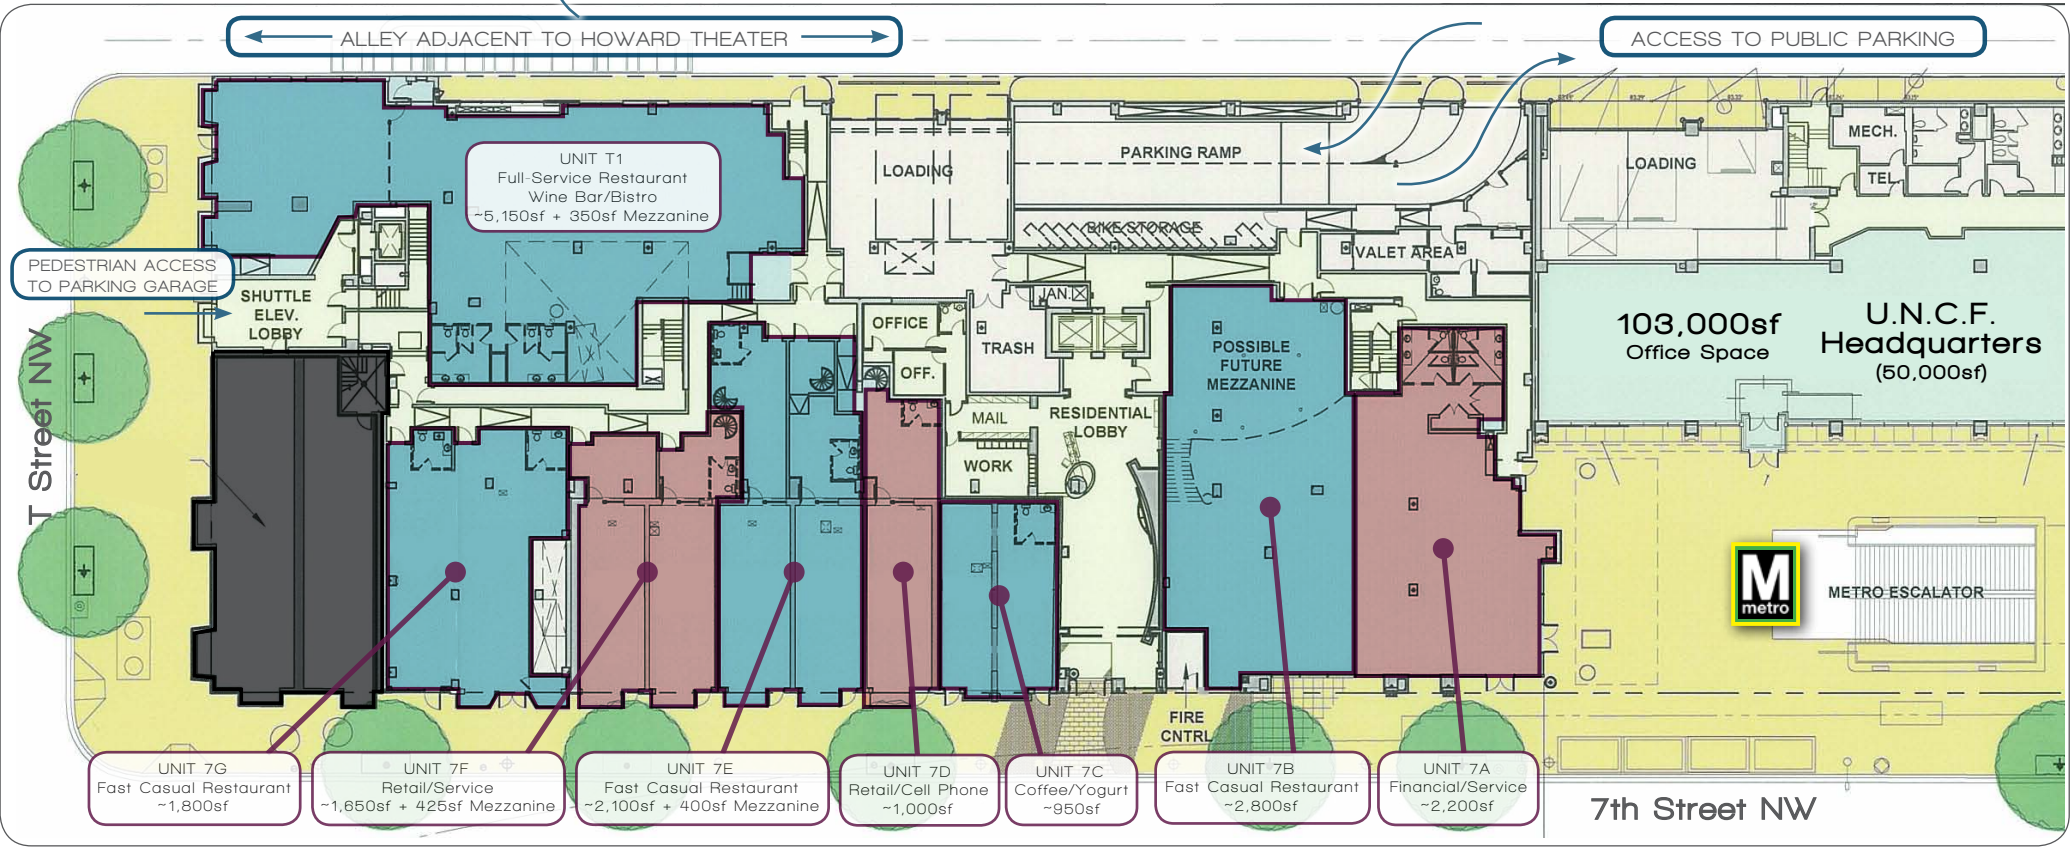 ALLEY ADJACENT TO HOWARD THEATER
ACCESS TO PUBLIC PARKING
UNIT T1
Full-Service Restaurant
Wine Bar/Bistro
~5,150sf + 350sf Mezzanine
LOADING
PARKING RAMP
BIKE STORAGE
VALET AREA
LOADING
MECH.
TEL.
PEDESTRIAN ACCESS
TO PARKING GARAGE
SHUTTLE
ELEV.
LOBBY
T Street NW
OFFICE
OFF.
JAN.
TRASH
MAIL
WORK
RESIDENTIAL
LOBBY
POSSIBLE
FUTURE
MEZZANINE
103,000sf
Office Space
U.N.C.F.
Headquarters
(50,000sf)
M
metro
METRO ESCALATOR
FIRE
CNTRL
UNIT 7G
Fast Casual Restaurant
~1,800sf
UNIT 7F
Retail/Service
~1,650sf + 425sf Mezzanine
UNIT 7E
Fast Casual Restaurant
~2,100sf + 400sf Mezzanine
UNIT 7D
Retail/Cell Phone
~1,000sf
UNIT 7C
Coffee/Yogurt
~950sf
UNIT 7B
Fast Casual Restaurant
~2,800sf
UNIT 7A
Financial/Service
~2,200sf
7th Street NW